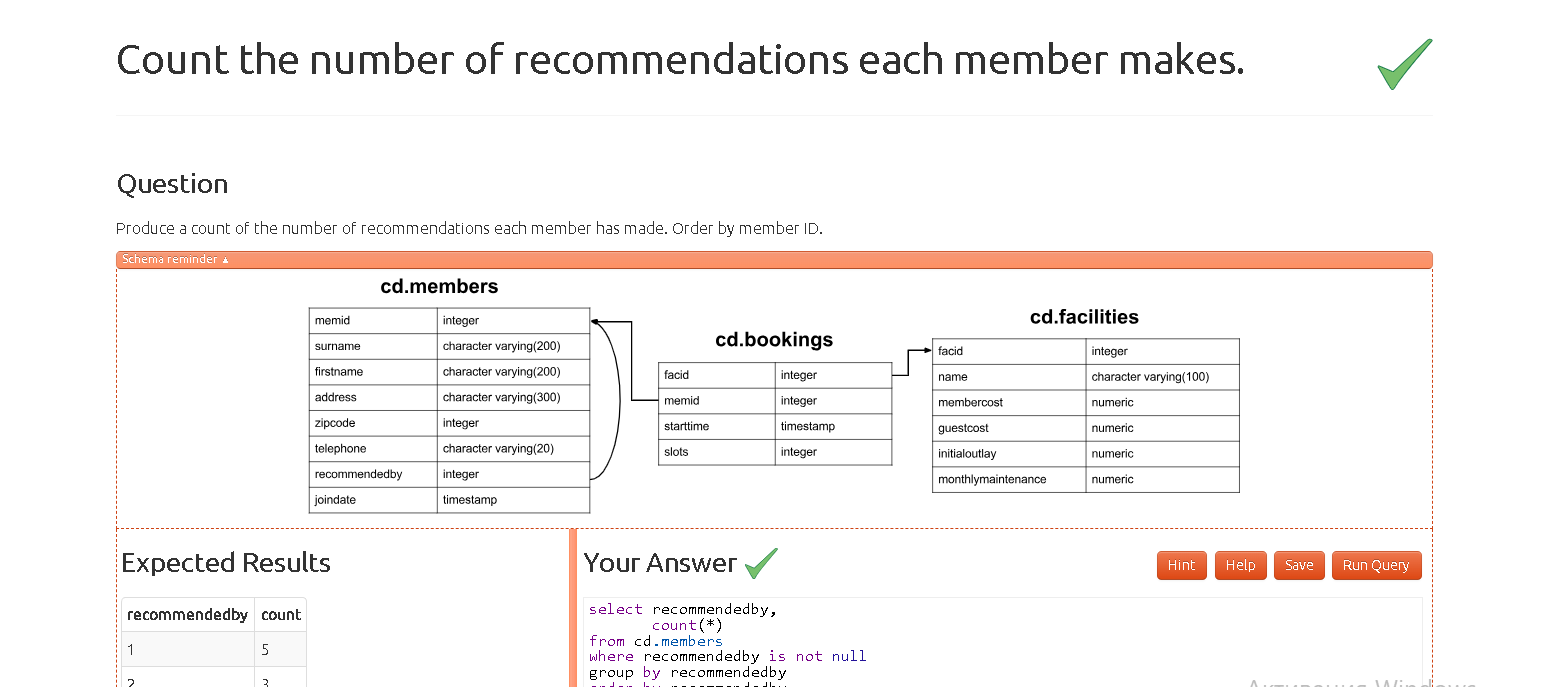 Count the number of recommendations each member makes.
Question
Produce a count of the number of recommendations each member has made. Order by member ID.
Schema reminder ▲
cd.members
memid integer
surname character varying(200)
firstname character varying(200)
address character varying(300)
zipcode integer
telephone character varying(20)
recommendedby integer
joindate timestamp
cd.bookings
facid integer
memid integer
starttime timestamp
slots integer
cd.facilities
facid integer
name character varying(100)
membercost numeric
guestcost numeric
initialoutlay numeric
monthlymaintenance numeric
Expected Results
recommendedby count
1 5
2 3
Your Answer
Hint Help Save Run Query
select recommendedby,
count(*)
from cd.members
where recommendedby is not null
group by recommendedby
order by recommendedby
Активация Windows